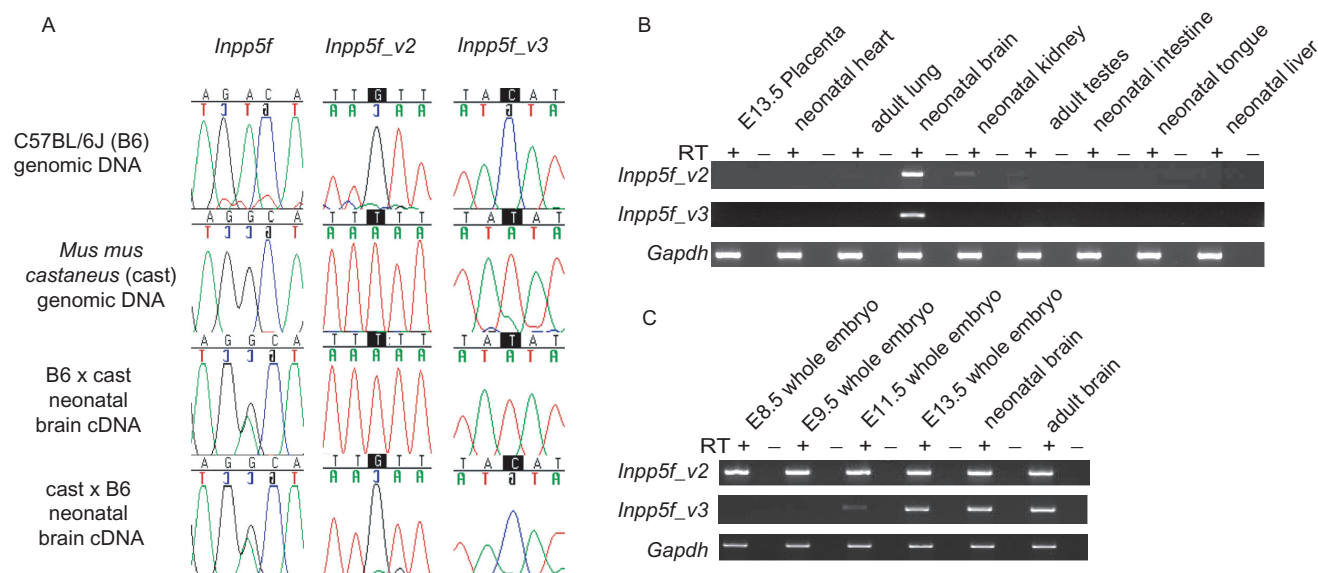 A
Inpp5f Inpp5f_v2 Inpp5f_v3
C57BL/6J (B6)
genomic DNA
A G A C A
T C T G T
T T G T T
A A C A A
A T C A T
A T G T A
Mus mus
castaneus (cast)
genomic DNA
A G G C A
T C C G T
T T T T T
A A A A A
T A T A T
A T A T A
B6 x cast
neonatal
brain cDNA
A G G C A
T C C G T
T T T T T
A A A A A
T A T A T
A T A T A
cast x B6
neonatal
brain cDNA
A G G C A
T C C G T
T T G T T
A A C A A
T A C A T
A T G T A
B
E13.5 Placenta
neonatal heart
adult lung
neonatal brain
neonatal kidney
adult testes
neonatal intestine
neonatal tongue
neonatal liver
RT + – + – + – + – + – + – + – + – + –
Inpp5f_v2
Inpp5f_v3
Gapdh
C
E8.5 whole embryo
E9.5 whole embryo
E11.5 whole embryo
E13.5 whole embryo
neonatal brain
adult brain
RT + – + – + – + – + – + –
Inpp5f_v2
Inpp5f_v3
Gapdh